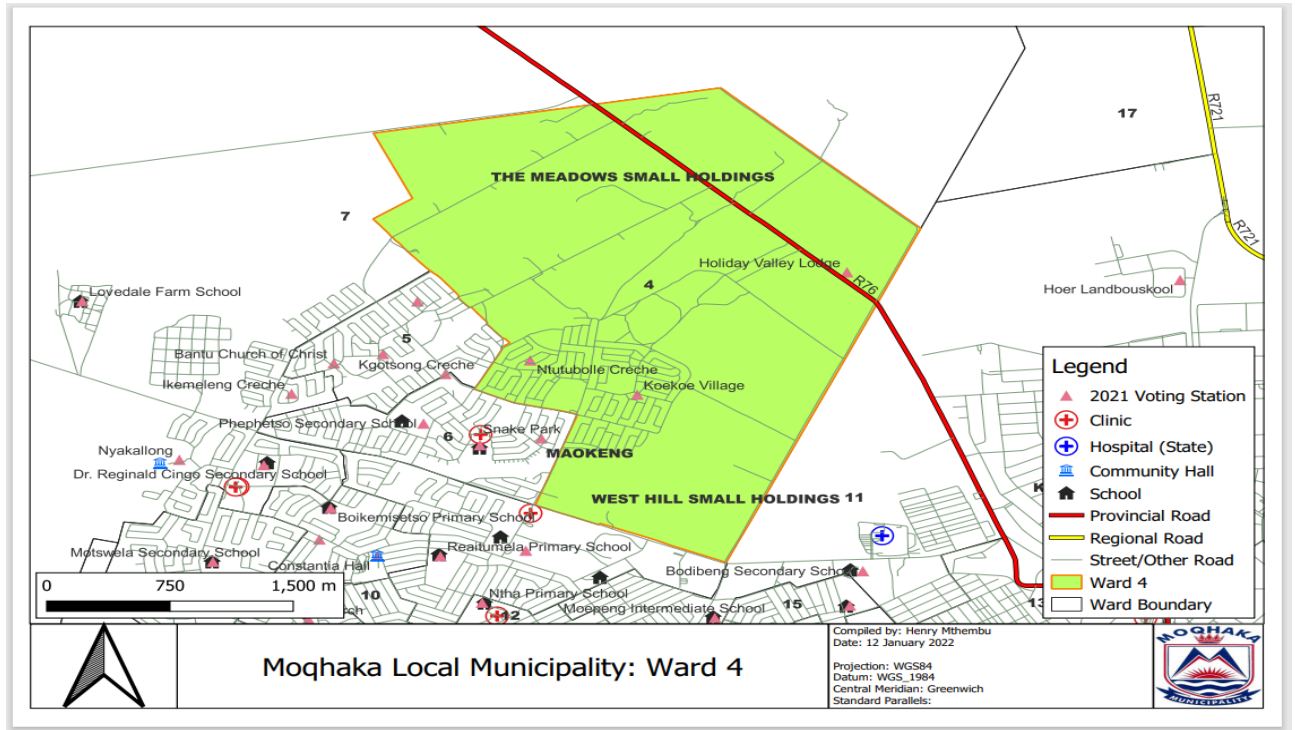 17
R721
THE MEADOWS SMALL HOLDINGS
7
R721
Holiday Valley Lodge
R76
4
Hoer Landbouskool
Lovedale Farm School
5
Bantu Church of Christ
Kgotsong Creche
Ntutubolle Creche
Ikemeleng Creche
Koekoe Village
Phephetso Secondary School
6
Snake Park
Nyakallong
MAOKENG
Dr. Reginald Cingo Secondary School
WEST HILL SMALL HOLDINGS 11
K
Boikemisetso Primary School
Motswela Secondary School
Reaitumela Primary School
Constantia Hall
Bodibeng Secondary School
Ntha Primary School
10
12
Moepeng Intermediate School
15
13
0 750 1,500 m
Legend
2021 Voting Station
Clinic
Hospital (State)
Community Hall
School
Provincial Road
Regional Road
Street/Other Road
Ward 4
Ward Boundary
Moqhaka Local Municipality: Ward 4
Compiled by: Henry Mthembu
Date: 12 January 2022
Projection: WGS84
Datum: WGS_1984
Central Meridian: Greenwich
Standard Parallels:
MOQHAKA
MUNICIPALITY